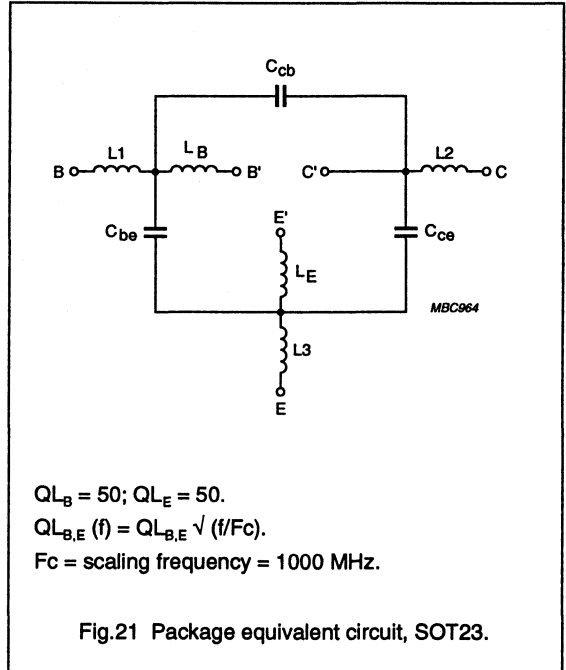 Ccb
B L1 LB B' C' L2 C
Cbe E' Cce
LE
MBC964
L3
E
QLB = 50; QLE = 50.
QLB,E (f) = QLB,E √ (f/Fc).
Fc = scaling frequency = 1000 MHz.
Fig.21 Package equivalent circuit, SOT23.